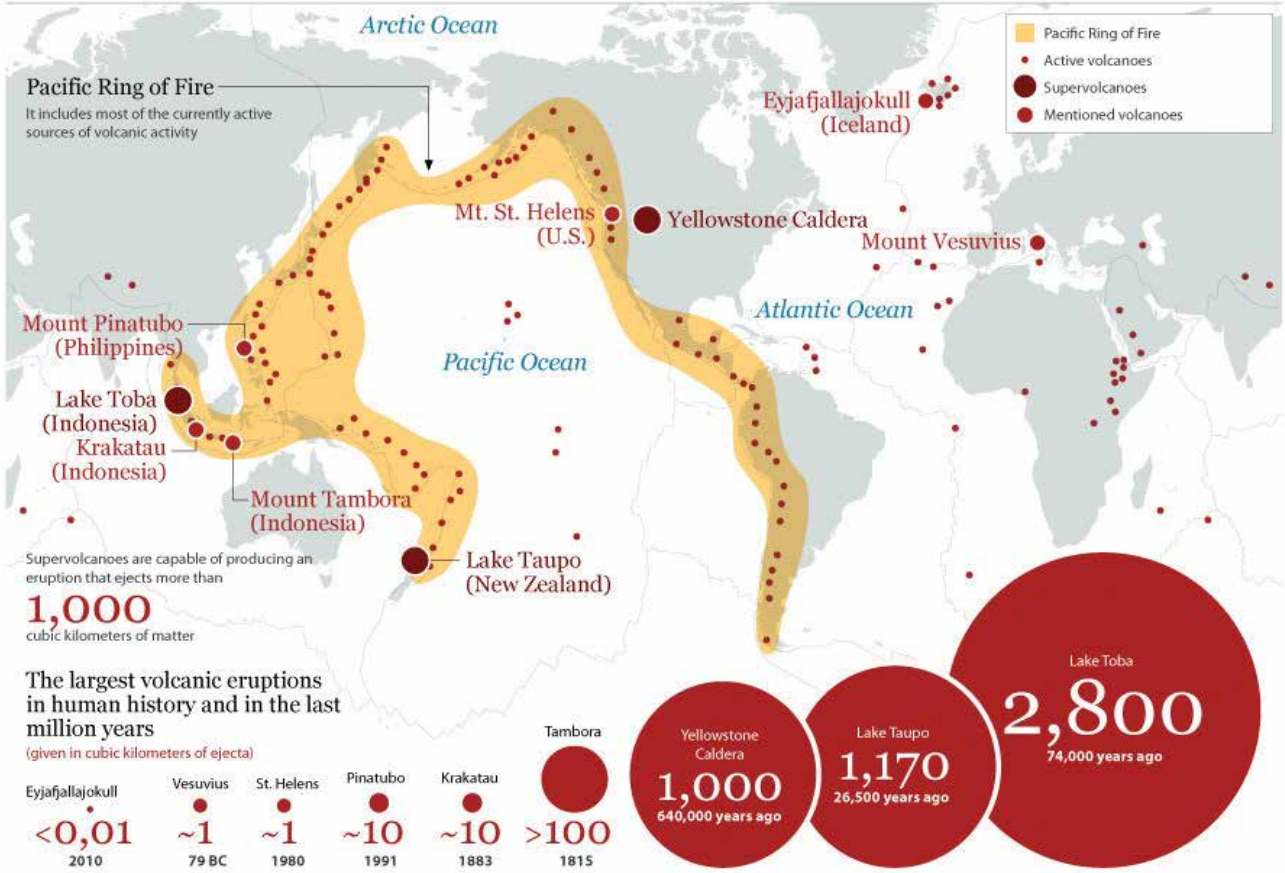 Arctic Ocean
Pacific Ring of Fire
Active volcanoes
Supervolcanoes
Mentioned volcanoes
Pacific Ring of Fire
It includes most of the currently active
sources of volcanic activity
Eyjafjallajokull
(Iceland)
Mt. St. Helens
(U.S.)
Yellowstone Caldera
Mount Vesuvius
Atlantic Ocean
Mount Pinatubo
(Philippines)
Pacific Ocean
Lake Toba
(Indonesia)
Krakatau
(Indonesia)
Mount Tambora
(Indonesia)
Lake Taupo
(New Zealand)
Supervolcanoes are capable of producing an
eruption that ejects more than
1,000
cubic kilometers of matter
The largest volcanic eruptions
in human history and in the last
million years
(given in cubic kilometers of ejecta)
Eyjafjallajokull
<0,01
2010
Vesuvius
~1
79 BC
St. Helens
~1
1980
Pinatubo
~10
1991
Krakatau
~10
1883
Tambora
>100
1815
Yellowstone
Caldera
1,000
640,000 years ago
Lake Taupo
1,170
26,500 years ago
Lake Toba
2,800
74,000 years ago